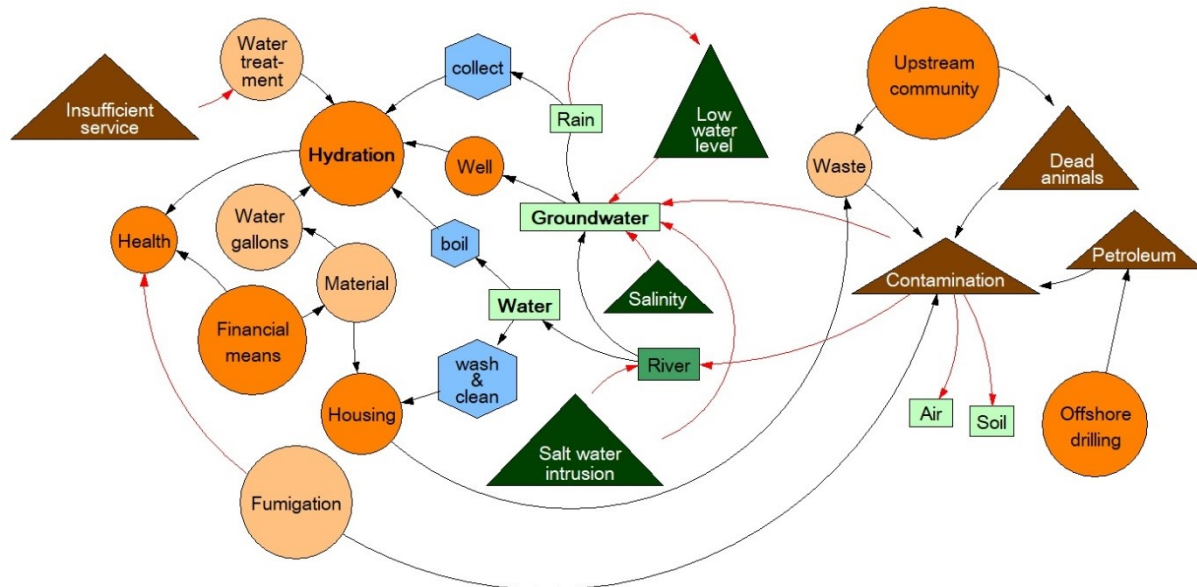 Water
treat-
ment
Insufficient
service
collect
Rain
Low
water
level
Upstream
community
Hydration
Well
Waste
Dead
animals
Groundwater
Water
gallons
Health
boil
Material
Petroleum
Contamination
Salinity
Water
Financial
means
River
wash
&
clean
Housing
Air
Soil
Offshore
drilling
Salt water
intrusion
Fumigation